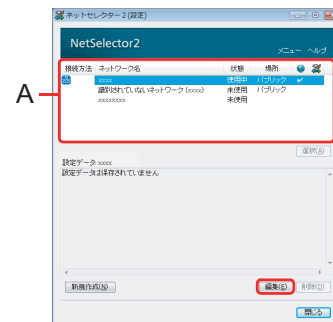 ネットセレクター2(設定)
NetSelector2
メニュー ヘルプ
接続方法 ネットワーク名 状態 場所
xxxx 使用中 パブリック ✓
A
識別されていないネットワーク (xxxx) 未使用 パブリック
xxxxxxxx 未使用
選択(A)
設定データ xxxx
設定データは保存されていません
新規作成(N) 編集(E) 削除(D)
閉じる